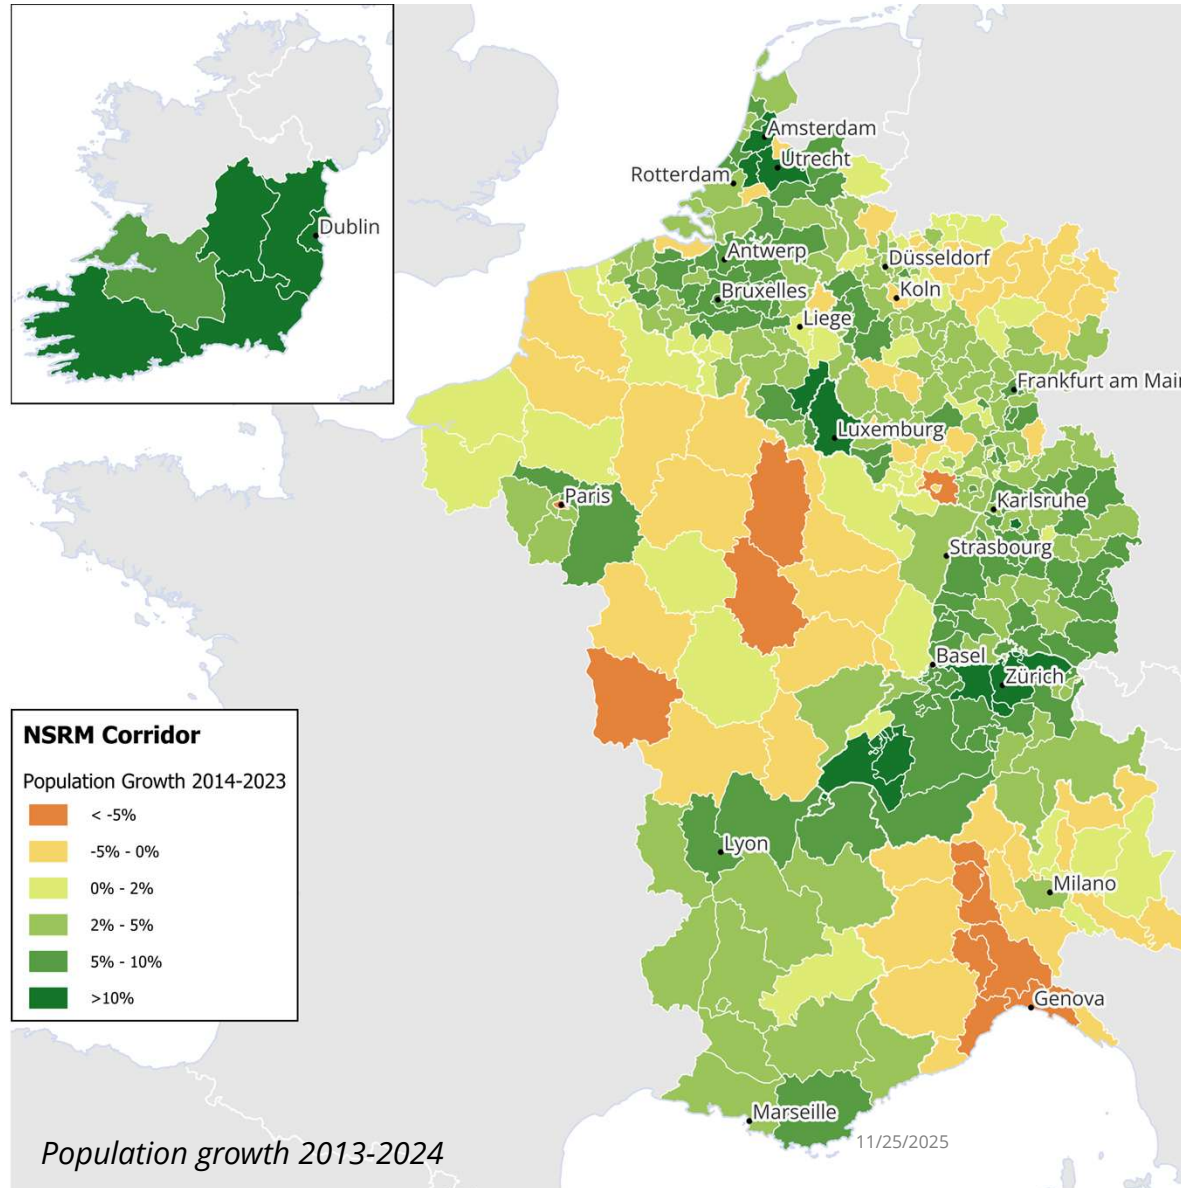 Dublin
Amsterdam
Utrecht
Rotterdam
Antwerp
Düsseldorf
Bruxelles
Koln
Liege
Frankfurt am Main
Luxemburg
Paris
Karlsruhe
Strasbourg
Basel
Zürich
NSRM Corridor
Population Growth 2014-2023
< -5%
-5% - 0%
0% - 2%
2% - 5%
5% - 10%
>10%
Lyon
Milano
Genova
Marseille
11/25/2025
Population growth 2013-2024